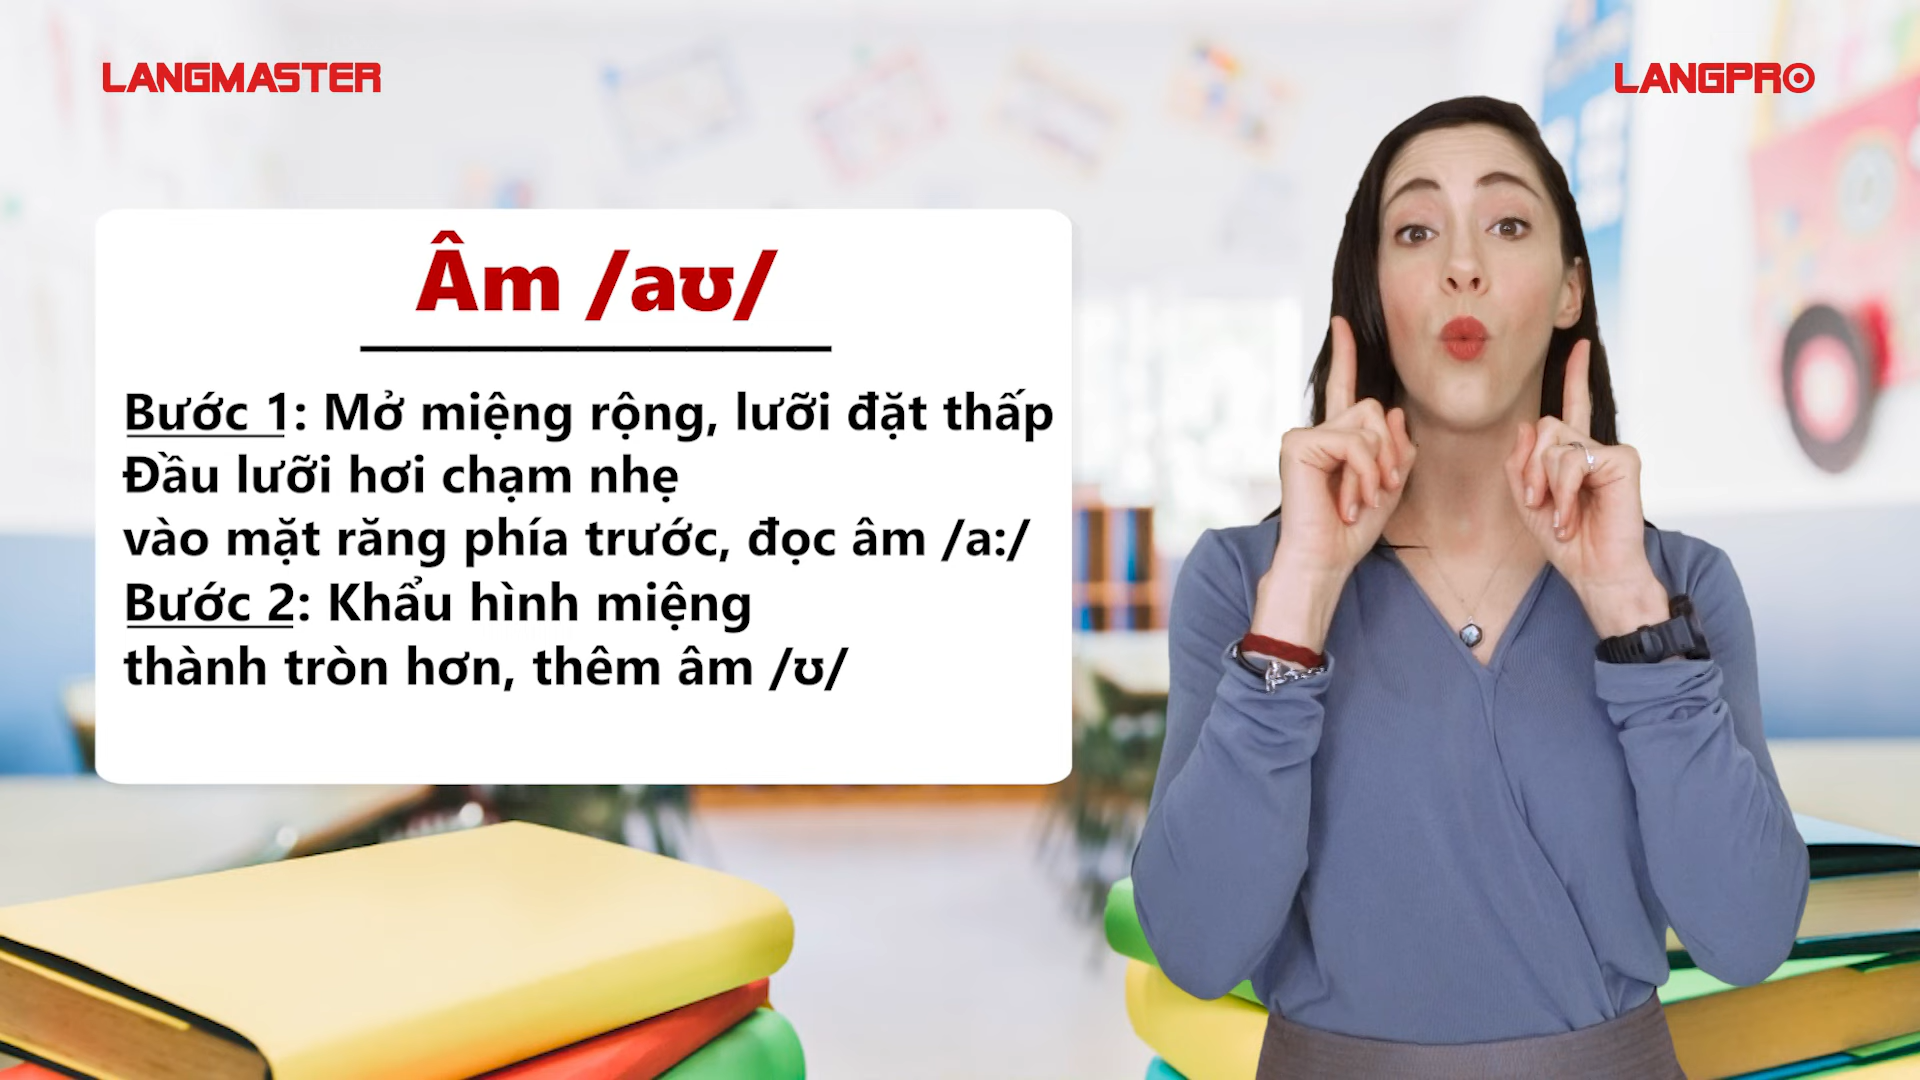 LANGMASTER
LANGPRO
Âm /aʊ/
Bước 1: Mở miệng rộng, lưỡi đặt thấp
Đầu lưỡi hơi chạm nhẹ
vào mặt răng phía trước, đọc âm /a:/
Bước 2: Khẩu hình miệng
thành tròn hơn, thêm âm /ʊ/